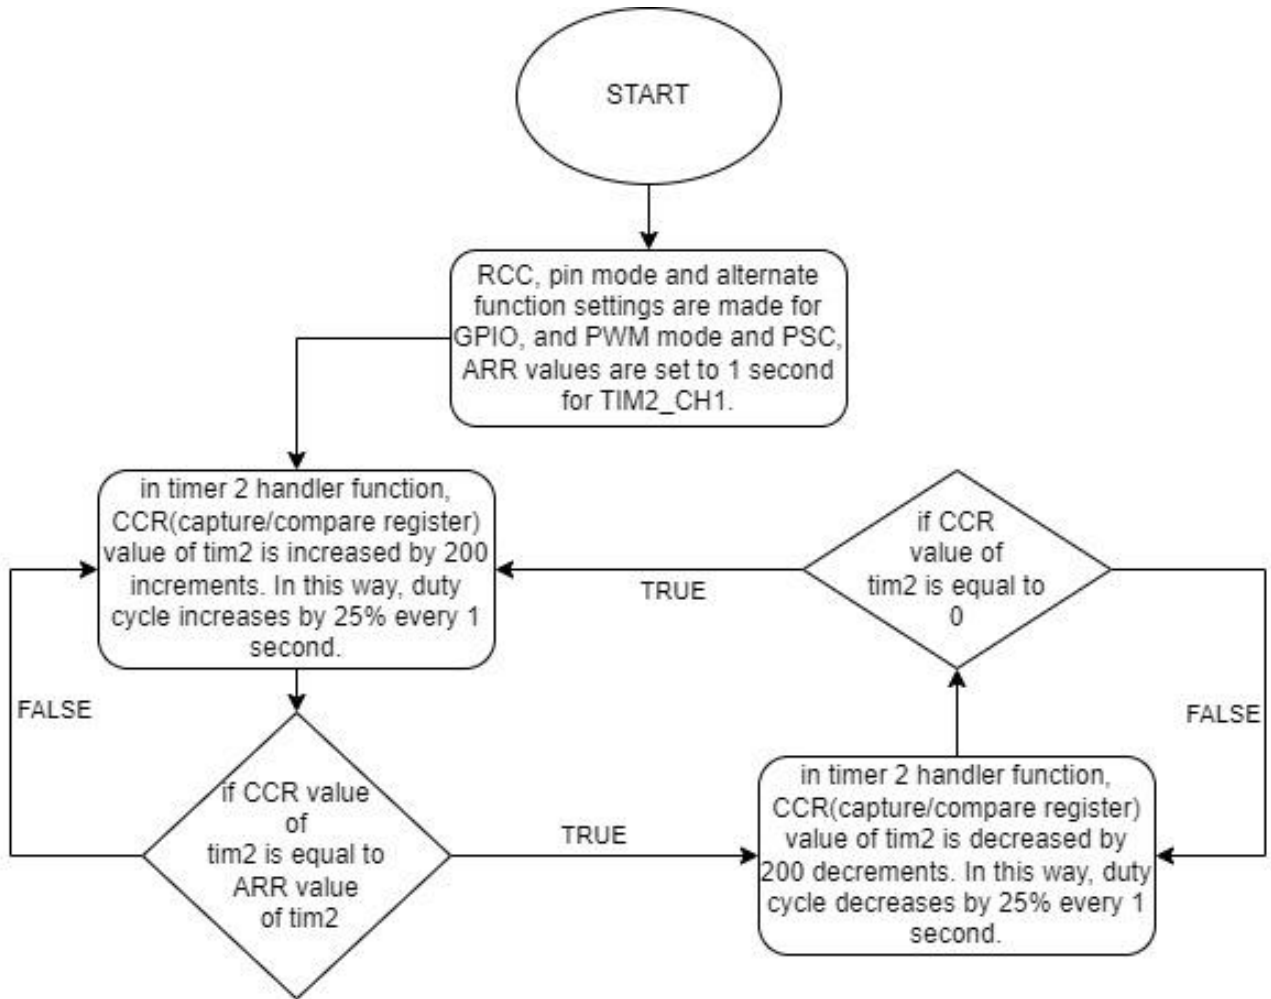 START
RCC, pin mode and alternate
function settings are made for
GPIO, and PWM mode and PSC,
ARR values are set to 1 second
for TIM2_CH1.
in timer 2 handler function,
CCR(capture/compare register)
value of tim2 is increased by 200
increments. In this way, duty
cycle increases by 25% every 1
second.
FALSE
if CCR value
of
tim2 is equal to
ARR value
of tim2
TRUE
in timer 2 handler function,
CCR(capture/compare register)
value of tim2 is decreased by
200 decrements. In this way, duty
cycle decreases by 25% every 1
second.
if CCR
value of
tim2 is equal to
0
TRUE
FALSE